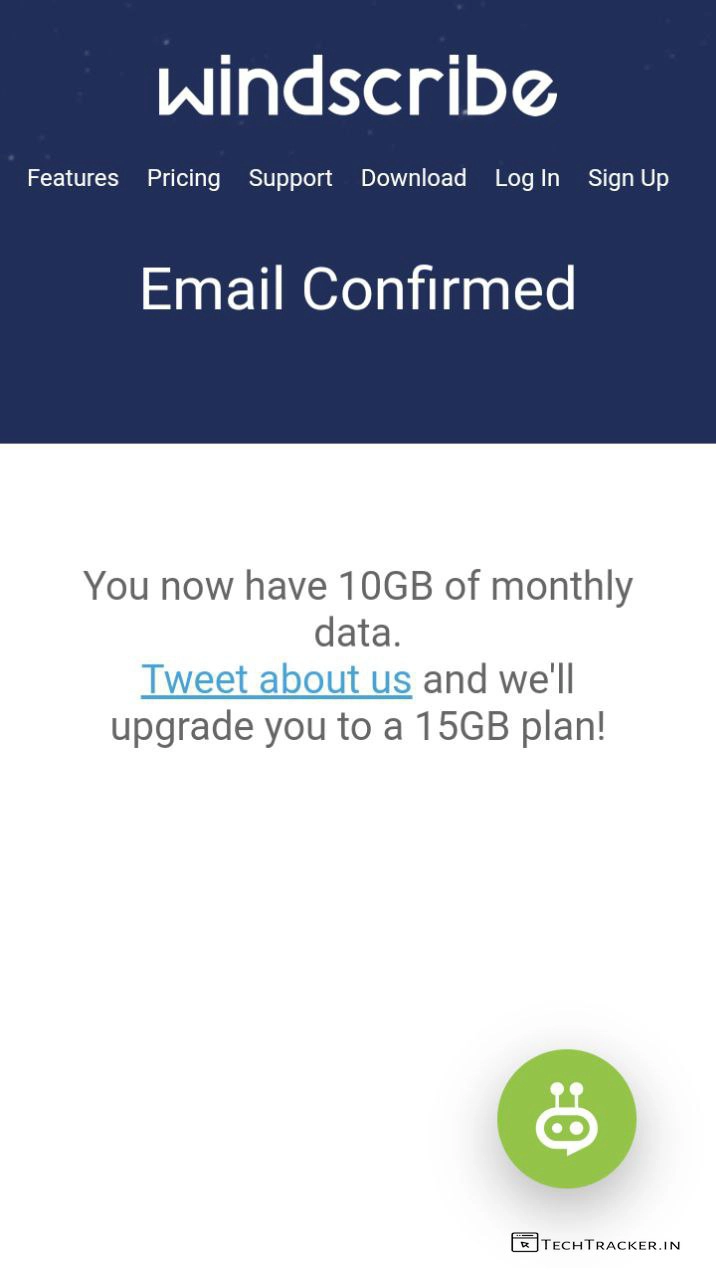 windscribe
Features Pricing Support Download Log In Sign Up
Email Confirmed
You now have 10GB of monthly
data.
Tweet about us and we'll
upgrade you to a 15GB plan!
TechTracker.in